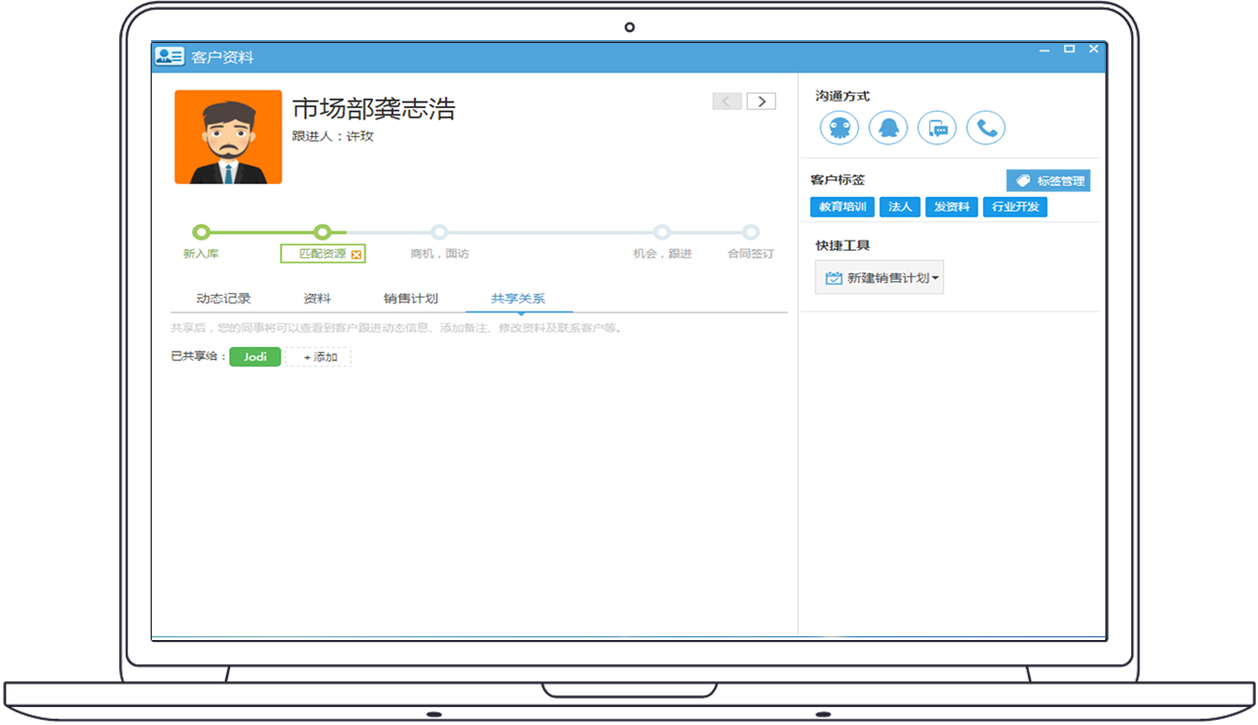 客户资料
市场部龚志浩
跟进人：许玫
新入库
匹配资源
商机，面访
机会，跟进
合同签订
动态记录
资料
销售计划
共享关系
共享后，您的同事将可以查看到客户跟进动态信息、添加备注、修改资料及联系客户等。
已共享给： Jodi +添加
沟通方式
客户标签
标签管理
教育培训 法人 发资料 行业开发
快捷工具
新建销售计划